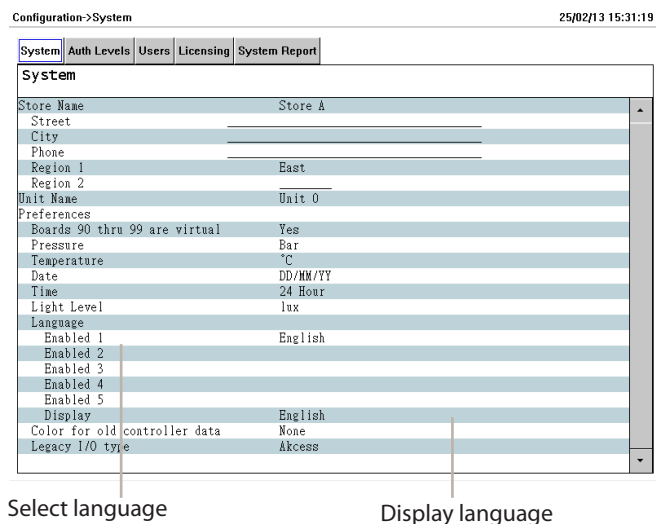 Configuration->System 25/02/13 15:31:19
System Auth Levels Users Licensing System Report
System
Store Name Store A
Street
City
Phone
Region 1 East
Region 2
Unit Name Unit 0
Preferences
Boards 90 thru 99 are virtual Yes
Pressure Bar
Temperature °C
Date DD/MM/YY
Time 24 Hour
Light Level lux
Language
Enabled 1 English
Enabled 2
Enabled 3
Enabled 4
Enabled 5
Display English
Color for old controller data None
Legacy I/O type Akcess
Select language Display language